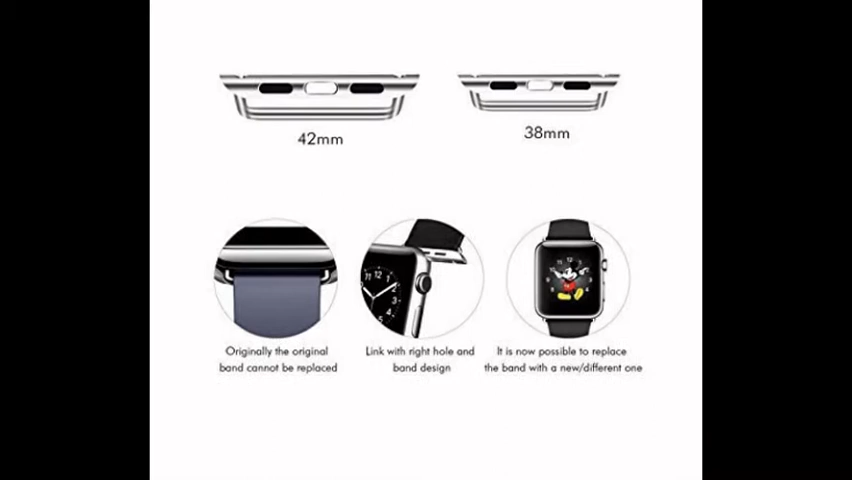 42mm
38mm
Originally the original
band cannot be replaced
Link with right hole and
band design
It is now possible to replace
the band with a new/different one